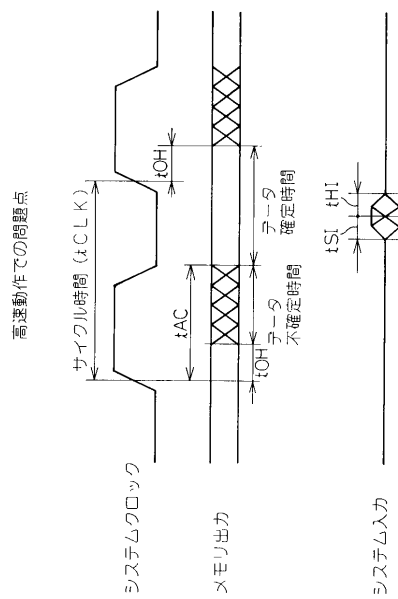 高速動作での問題点
サイクル時間 (tCLK)
システムクロック
tAC
tOH
メモリ出力
tOH
データ
不確定時間
データ
確定時間
tSI
tHI
システム入力